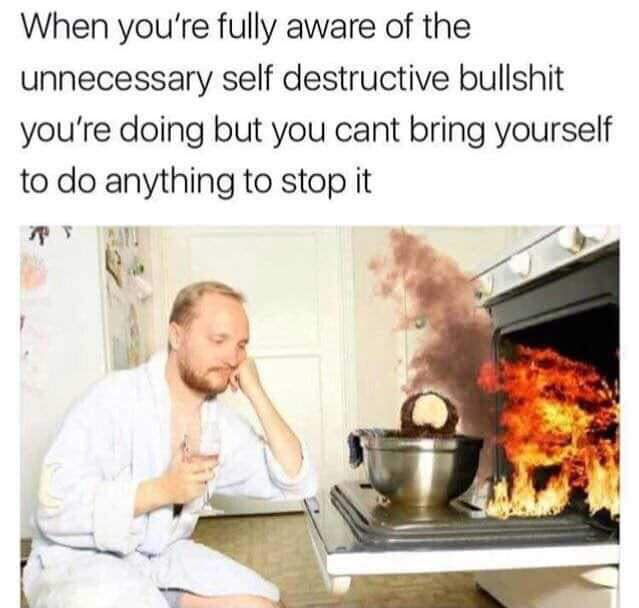 When you're fully aware of the
unnecessary self destructive bullshit
you're doing but you cant bring yourself
to do anything to stop it